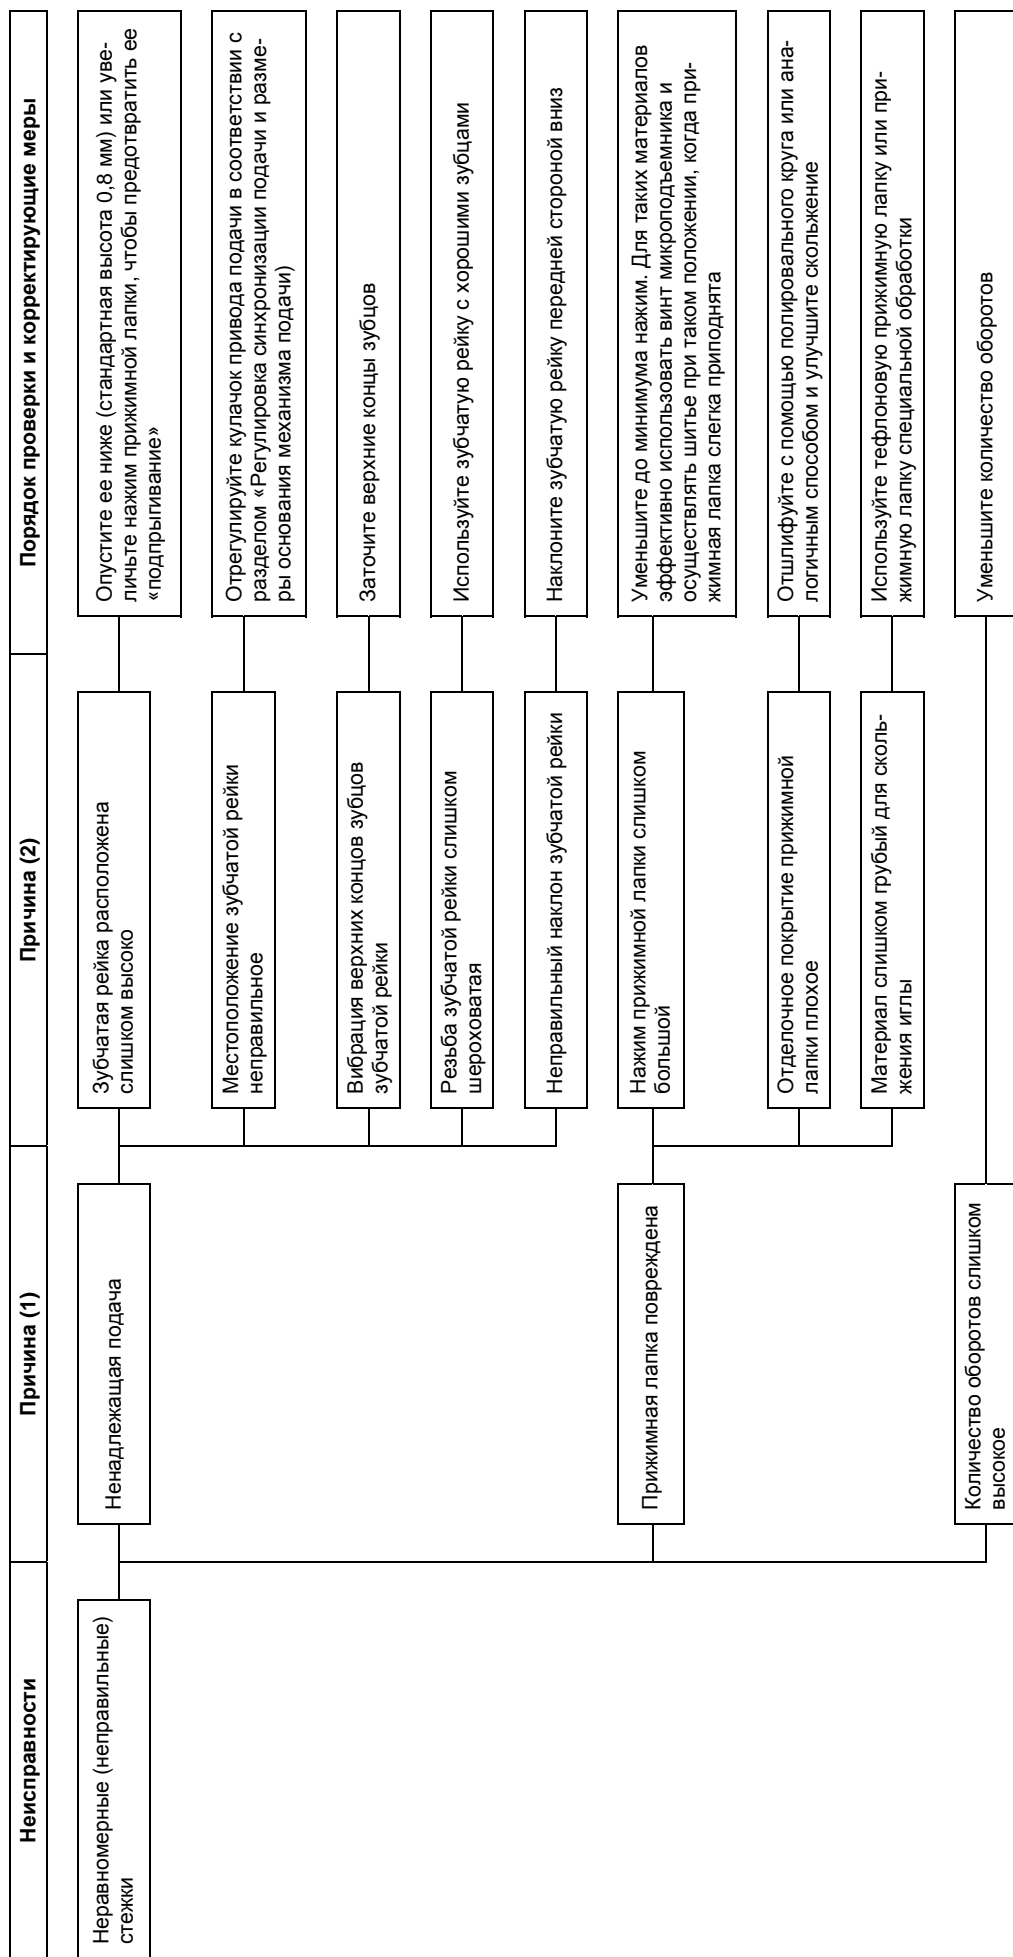 Неисправности
Причина (1)
Причина (2)
Порядок проверки и корректирующие меры
Неравномерные (неправильные)
стежки
Ненадлежащая подача
Зубчатая рейка расположена
слишком высоко
Опустите ее ниже (стандартная высота 0,8 мм) или уве-
личьте нажим прижимной лапки, чтобы предотвратить ее
«подпрыгивание»
Местоположение зубчатой рейки
неправильное
Отрегулируйте кулачок привода подачи в соответствии с
разделом «Регулировка синхронизации подачи и разме-
ры основания механизма подачи)
Вибрация верхних концов зубцов
зубчатой рейки
Заточите верхние концы зубцов
Резьба зубчатой рейки слишком
шероховатая
Используйте зубчатую рейку с хорошими зубцами
Неправильный наклон зубчатой рейки
Наклоните зубчатую рейку передней стороной вниз
Прижимная лапка повреждена
Нажим прижимной лапки слишком
большой
Уменьшите до минимума нажим. Для таких материалов
эффективно использовать винт микроподъемника и
осуществлять шитье при таком положении, когда при-
жимная лапка слегка приподнята
Отделочное покрытие прижимной
лапки плохое
Отшлифуйте с помощью полировального круга или ана-
логичным способом и улучшите скольжение
Материал слишком грубый для сколь-
жения иглы
Используйте тефлоновую прижимную лапку или при-
жимную лапку специальной обработки
Количество оборотов слишком
высокое
Уменьшите количество оборотов